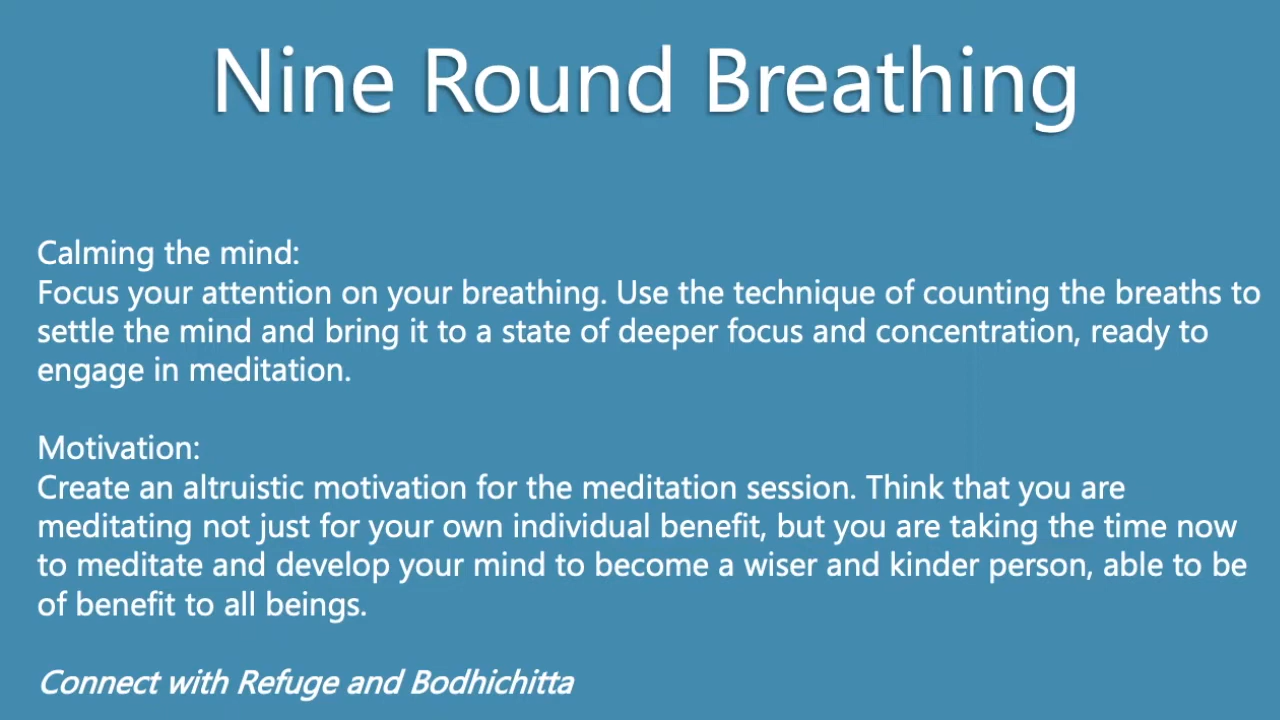 Nine Round Breathing
Calming the mind:
Focus your attention on your breathing. Use the technique of counting the breaths to
settle the mind and bring it to a state of deeper focus and concentration, ready to
engage in meditation.
Motivation:
Create an altruistic motivation for the meditation session. Think that you are
meditating not just for your own individual benefit, but you are taking the time now
to meditate and develop your mind to become a wiser and kinder person, able to be
of benefit to all beings.
Connect with Refuge and Bodhichitta